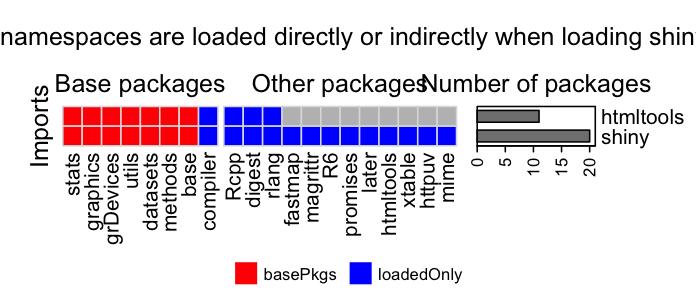 namespaces are loaded directly or indirectly when loading shin
Base packages
Other packages
Number of packages
Imports
htmltools
shiny
stats
graphics
grDevices
utils
datasets
methods
base
compiler
Rcpp
digest
rlang
fastmap
magrittr
R6
promises
later
htmltools
xtable
httpuv
mime
0
5
10
15
20
basePkgs
loadedOnly